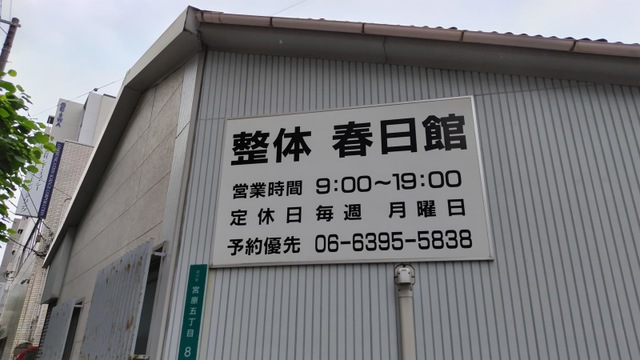 整体 春日館
営業時間 9:00～19:00
定休日 毎週 月曜日
予約優先 06-6395-5838
宮原五丁目
8